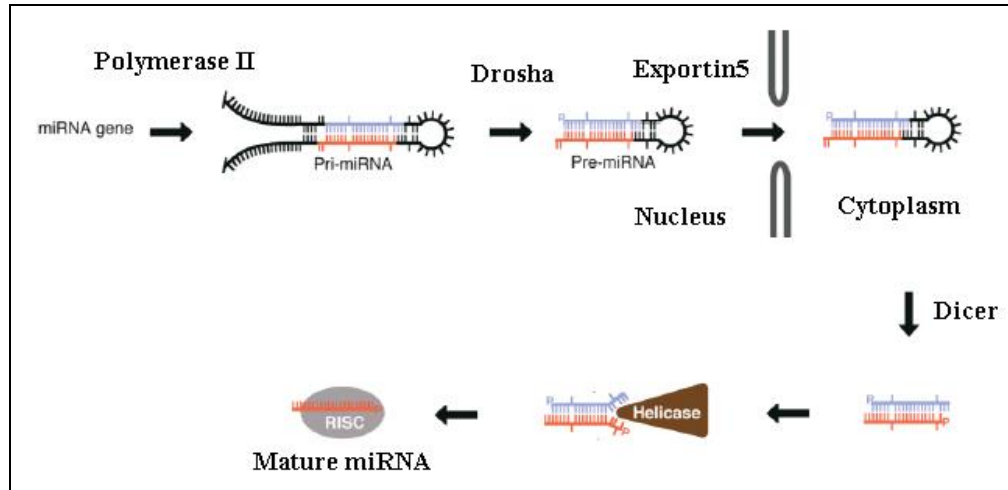 Polymerase II
Drosha
Exportin5
miRNA gene
Pri-miRNA
P
Pre-miRNA
Nucleus
Cytoplasm
Dicer
P
P
RISC
Mature miRNA
P
P
Helicase
P
P